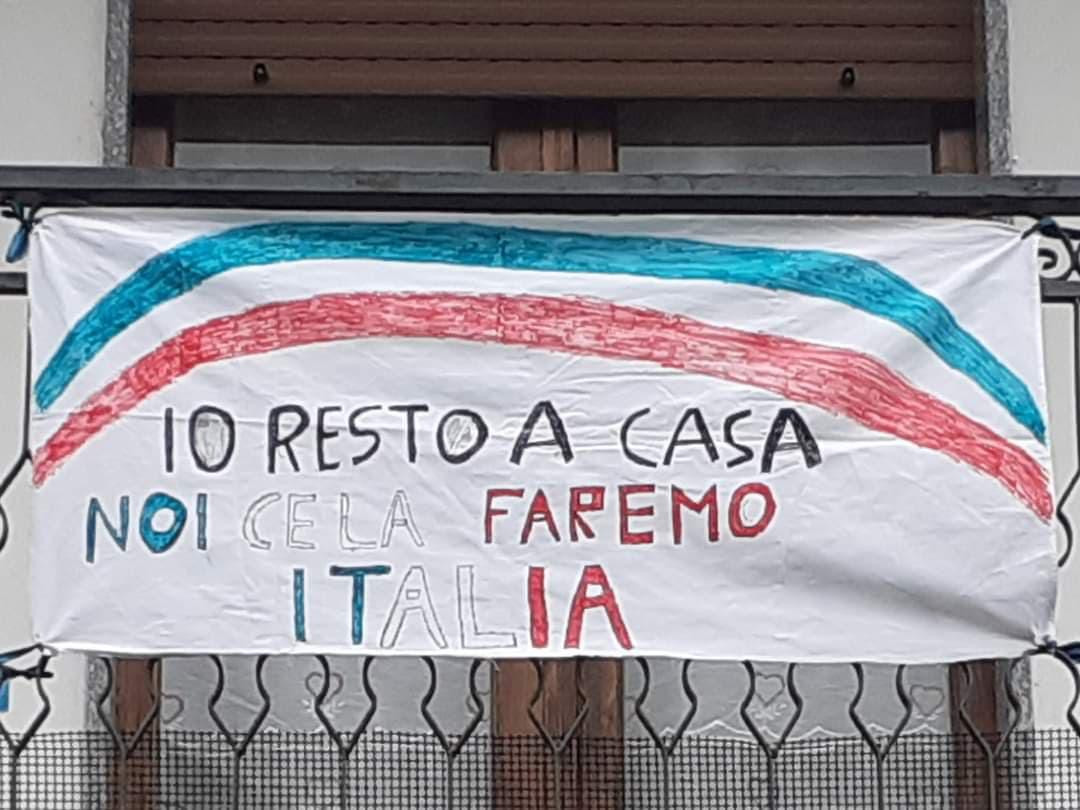 IO RESTO A CASA
NOI CE LA FAREMO
ITALIA